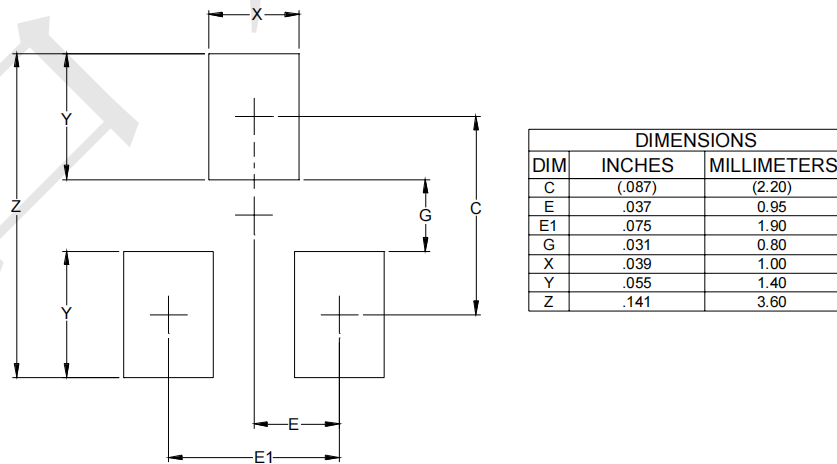 X
Y
Z
G
C
Y
E
E1
DIMENSIONS
DIM INCHES MILLIMETERS
C (.087) (2.20)
E .037 0.95
E1 .075 1.90
G .031 0.80
X .039 1.00
Y .055 1.40
Z .141 3.60